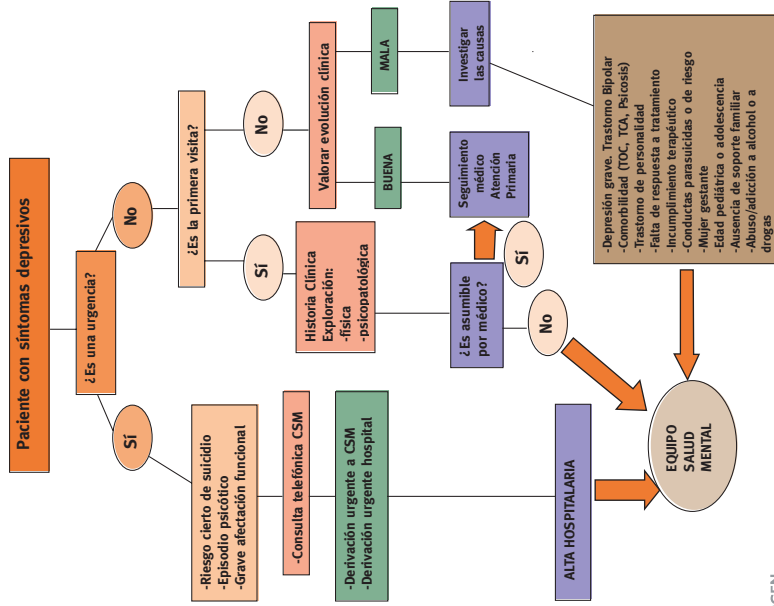 Paciente con síntomas depresivos
¿Es una urgencia?
Sí
No
-Riesgo cierto de suicidio
-Episodio psicótico
-Grave afectación funcional
-Consulta telefónica CSM
-Derivación urgente a CSM
-Derivación urgente hospital
ALTA HOSPITALARIA
¿Es la primera visita?
Sí
No
Historia Clínica
Exploración:
-física
-psicopatológica
¿Es asumible
por médico?
Sí
No
Valorar evolución clínica
BUENA
MALA
Seguimiento
médico
Atención
Primaria
Investigar
las causas
-Depresión grave. Trastorno Bipolar
-Comorbilidad (TOC, TCA, Psicosis)
-Trastorno de personalidad
-Falta de respuesta a tratamiento
-Incumplimiento terapéutico
-Conductas parasuicidas o de riesgo
-Mujer gestante
-Edad pediátrica o adolescencia
-Ausencia de soporte familiar
-Abuso/adicción a alcohol o a
drogas
EQUIPO
SALUD
MENTAL